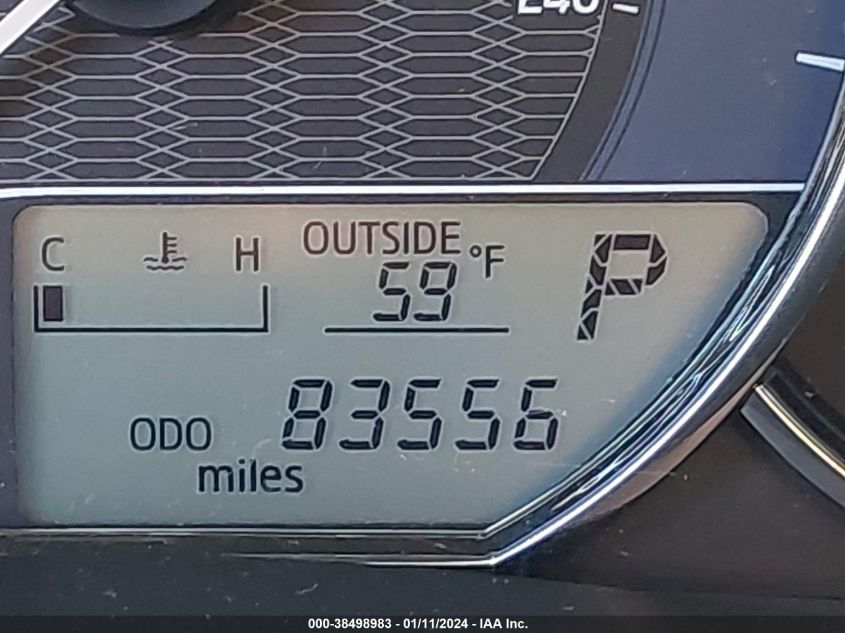 C H OUTSIDE
59 °F P
ODO 83556
miles
000-38498983 - 01/11/2024 - IAA Inc.